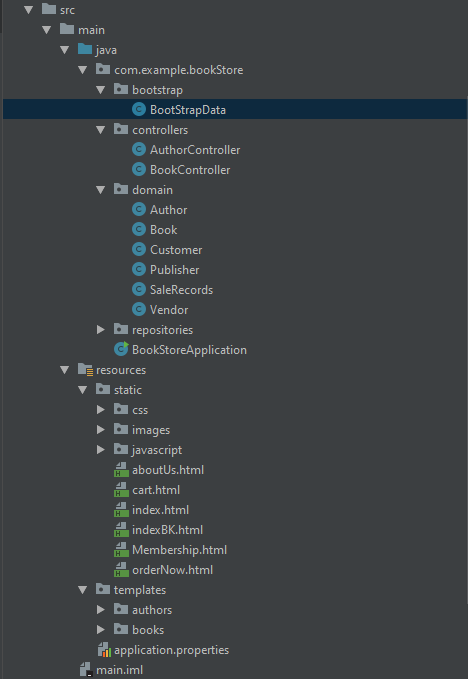 src
main
java
com.example.bookStore
bootstrap
BootStrapData
controllers
AuthorController
BookController
domain
Author
Book
Customer
Publisher
SaleRecords
Vendor
repositories
BookStoreApplication
resources
static
css
images
javascript
aboutUs.html
cart.html
index.html
indexBK.html
Membership.html
orderNow.html
templates
authors
books
application.properties
main.iml